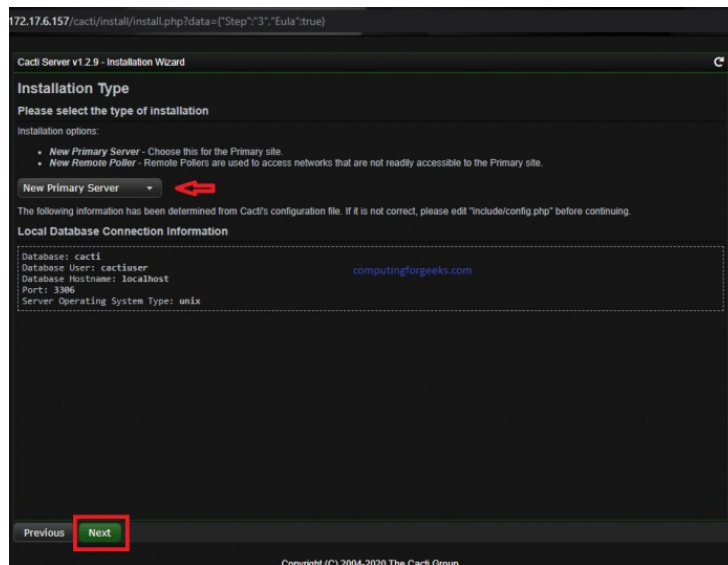 172.17.6.157/cacti/install/install.php?data={"Step":"3","Eula":true}
Cacti Server v1.2.9 - Installation Wizard
Installation Type
Please select the type of installation
Installation options:
New Primary Server - Choose this for the Primary site.
New Remote Poller - Remote Pollers are used to access networks that are not readily accessible to the Primary site.
New Primary Server
The following information has been determined from Cacti's configuration file. If it is not correct, please edit "include/config.php" before continuing.
Local Database Connection Information
Database: cacti
Database User: cactiuser
Database Hostname: localhost
Port: 3306
Server Operating System Type: unix
computingforgeeks.com
Previous Next
Copyright (C) 2004-2020 The Cacti Group